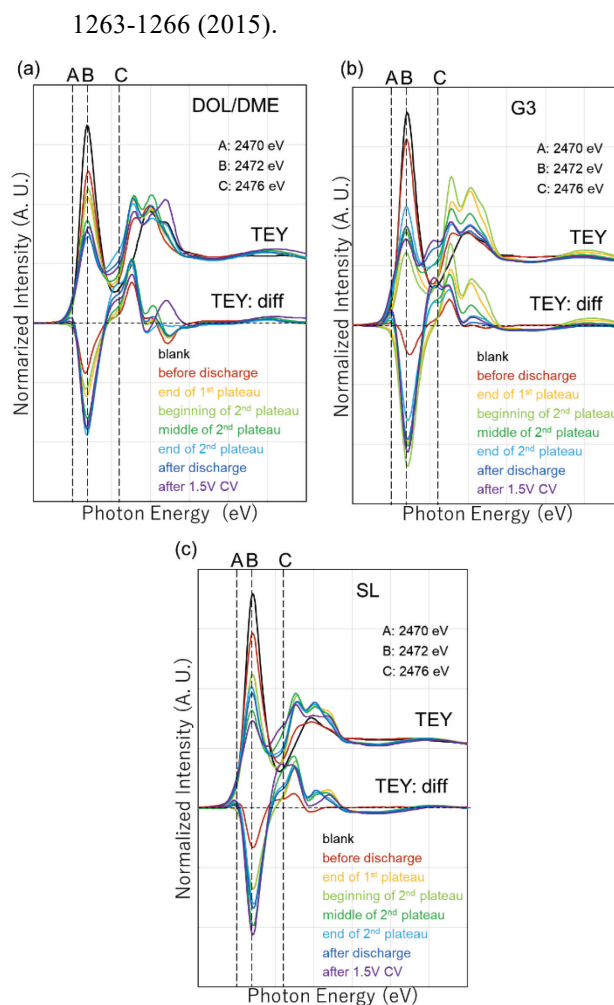 1263-1266 (2015).
(a)
A B C
DOL/DME
A: 2470 eV
B: 2472 eV
C: 2476 eV
TEY
TEY: diff
blank
before discharge
end of 1st plateau
beginning of 2nd plateau
middle of 2nd plateau
end of 2nd plateau
after discharge
after 1.5V CV
Normarized Intensity (A. U.)
Photon Energy (eV)
(b)
A B C
G3
A: 2470 eV
B: 2472 eV
C: 2476 eV
TEY
TEY: diff
blank
before discharge
end of 1st plateau
beginning of 2nd plateau
middle of 2nd plateau
end of 2nd plateau
after discharge
after 1.5V CV
Normalized Intensity (A. U.)
Photon Energy (eV)
(c)
A B C
SL
A: 2470 eV
B: 2472 eV
C: 2476 eV
TEY
TEY: diff
blank
before discharge
end of 1st plateau
beginning of 2nd plateau
middle of 2nd plateau
end of 2nd plateau
after discharge
after 1.5V CV
Normalized Intensity (A. U.)
Photon Energy (eV)